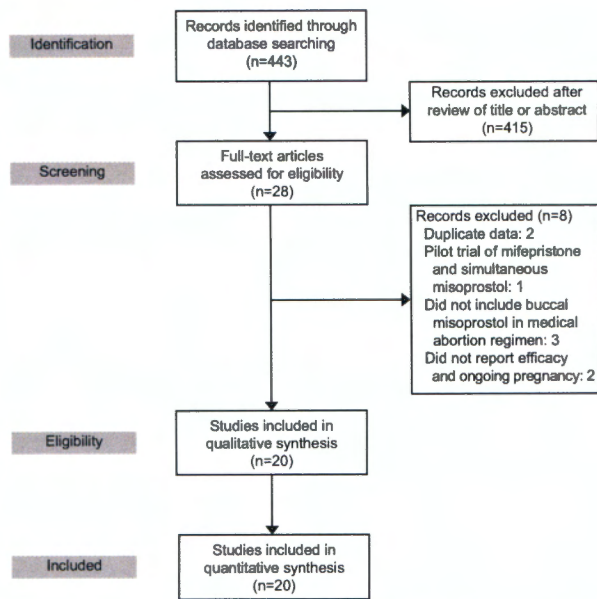 Identification
Records identified through
database searching
(n=443)
Records excluded after
review of title or abstract
(n=415)
Screening
Full-text articles
assessed for eligibility
(n=28)
Records excluded (n=8)
Duplicate data: 2
Pilot trial of mifepristone
and simultaneous
misoprostol: 1
Did not include buccal
misoprostol in medical
abortion regimen: 3
Did not report efficacy
and ongoing pregnancy: 2
Eligibility
Studies included in
qualitative synthesis
(n=20)
Included
Studies included in
quantitative synthesis
(n=20)